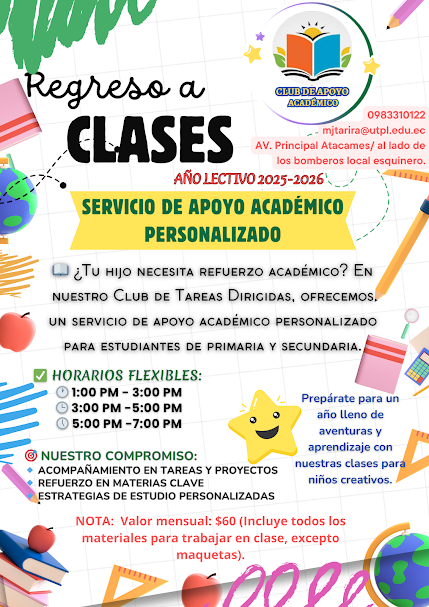 Regreso a
CLASES
CLUB DE APOYO
ACADÉMICO
0983310122
mjtarira@utpl.edu.ec
AV. Principal Atacames/ al lado de
los bomberos local esquinero.
AÑO LECTIVO 2025-2026
SERVICIO DE APOYO ACADÉMICO
PERSONALIZADO
📖 ¿Tu hijo necesita refuerzo académico? En
nuestro Club de Tareas Dirigidas, ofrecemos,
un servicio de apoyo académico personalizado
para estudiantes de primaria y secundaria.
✅ HORARIOS FLEXIBLES:
🕐 1:00 PM - 3:00 PM
🕒 3:00 PM -5:00 PM
🕔 5:00 PM -7:00 PM
Prepárate para un
año lleno de
aventuras y
aprendizaje con
nuestras clases para
niños creativos.
🎯 NUESTRO COMPROMISO:
🔹 ACOMPAÑAMIENTO EN TAREAS Y PROYECTOS
🔹 REFUERZO EN MATERIAS CLAVE
🔹 ESTRATEGIAS DE ESTUDIO PERSONALIZADAS
NOTA: Valor mensual: $60 (Incluye todos los
materiales para trabajar en clase, excepto
maquetas).